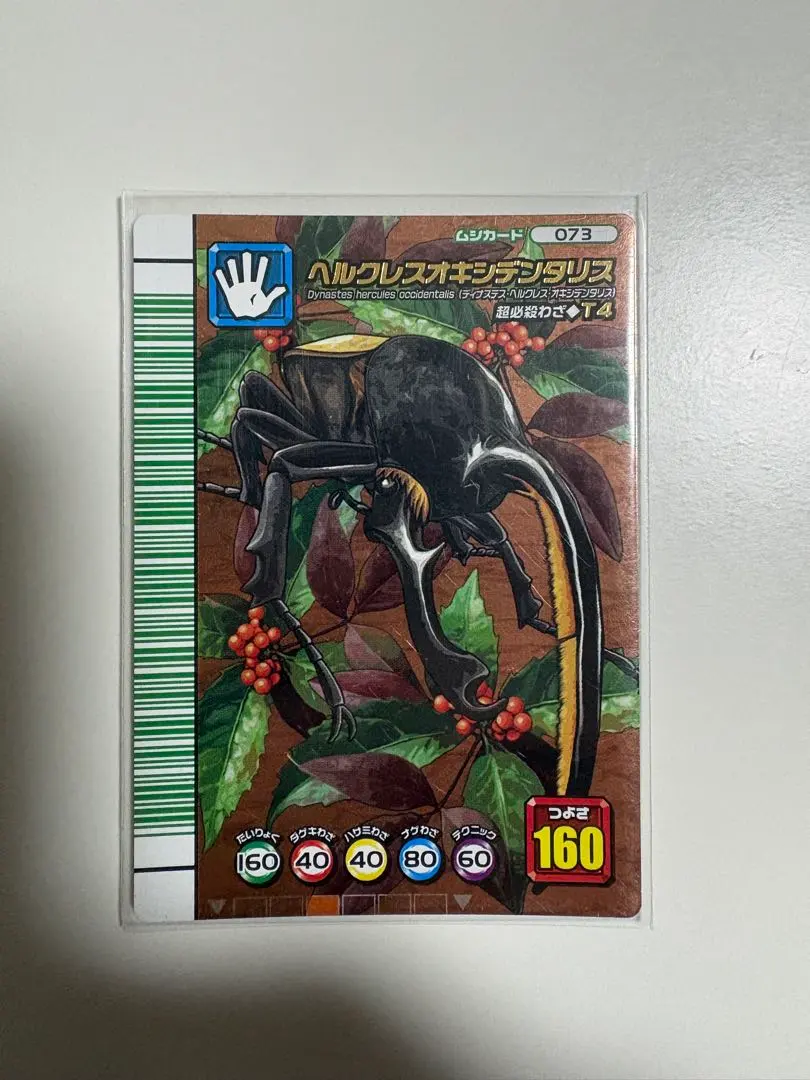 ムシカード 073
ヘルクレスオキシデンタリス
Dynastes hercules occidentalis (ディナステス・ヘルクレス・オキシデンタリス)
超必殺わざ◆T4
つよさ
160
たいりょく ダゲキわざ ハサミわざ ナゲわざ テクニック
160 40 40 80 60